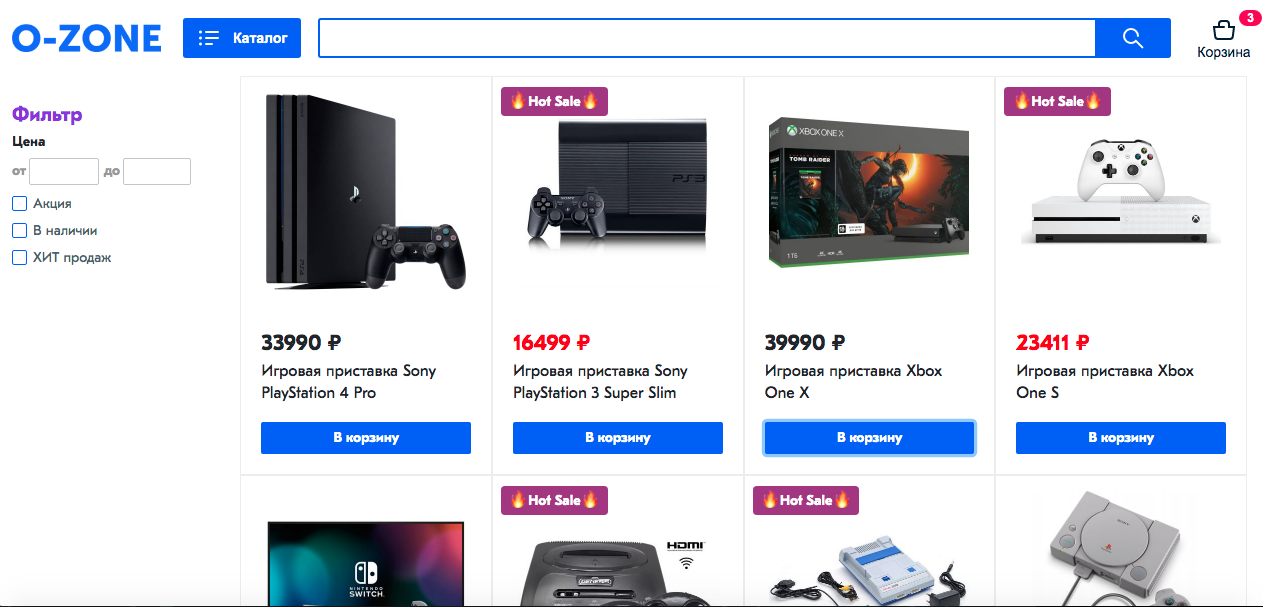 O-ZONE
Каталог
3
Корзина
Фильтр
Цена
от
до
Акция
В наличии
ХИТ продаж
33990 ₽
Игровая приставка Sony
PlayStation 4 Pro
В корзину
🔥Hot Sale🔥
PS3
16499 ₽
Игровая приставка Sony
PlayStation 3 Super Slim
В корзину
XBOX ONE X
TOMB RAIDER
1TB
39990 ₽
Игровая приставка Xbox
One X
В корзину
🔥Hot Sale🔥
23411 ₽
Игровая приставка Xbox
One S
В корзину
NINTENDO
SWITCH.
🔥Hot Sale🔥
HDMI
🔥Hot Sale🔥